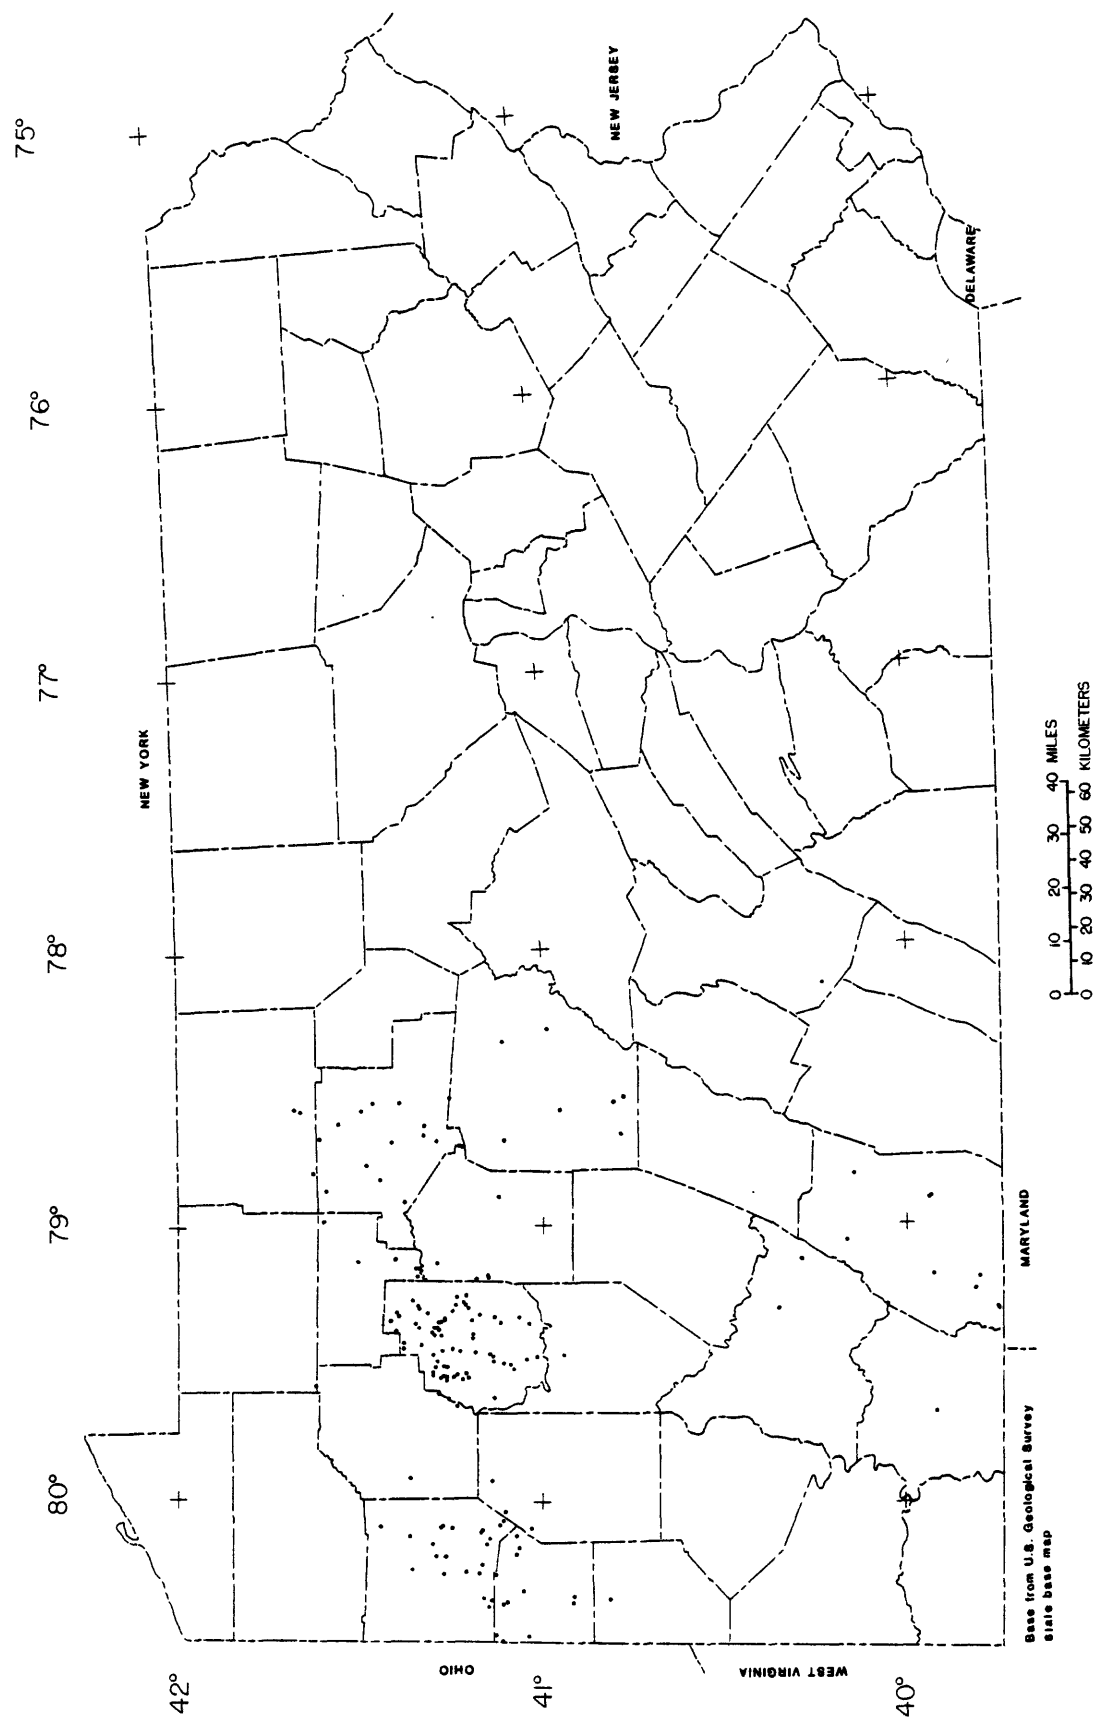 75°
76°
77°
78°
79°
80°
42°
41°
40°
NEW YORK
NEW JERSEY
DELAWARE
MARYLAND
OHIO
WEST VIRGINIA
0 10 20 30 40 MILES
0 10 20 30 40 50 60 KILOMETERS
Base from U.S. Geological Survey
state base map